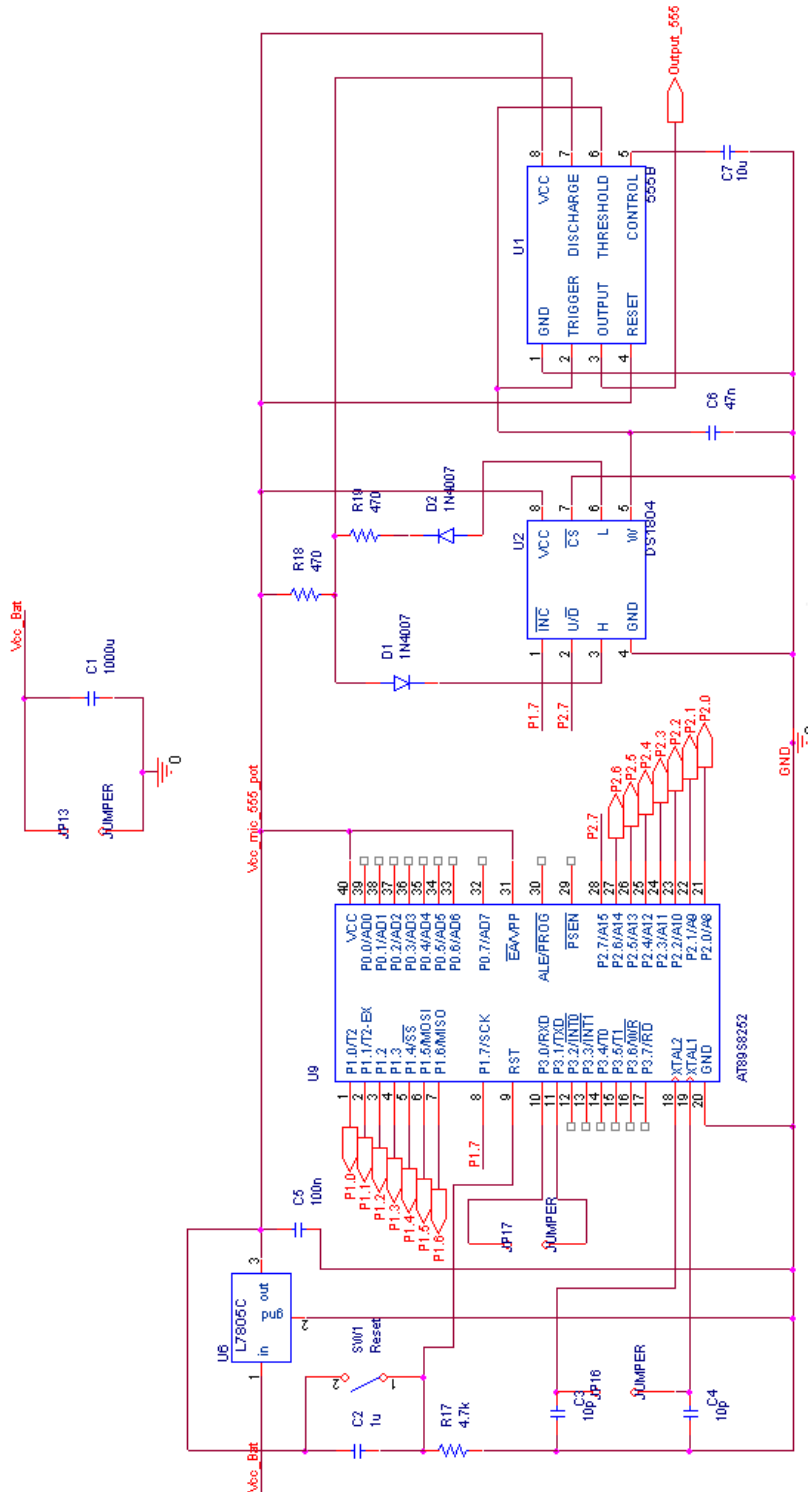 Vcc_Bat
JP13
JUMPER
C1
1000u
0
Vcc_Bat
U6
L7805C
in
out
gnd
1
2
3
C5
100n
C2
1u
SW1
Reset
2
1
R17
4.7k
C3
10p
JP16
JUMPER
C4
10p
JP17
JUMPER
Vcc_mic_555_pot
U9
AT89S8252
P1.0
P1.1
P1.2
P1.3
P1.4
P1.5
P1.6
P1.7
1 P1.0/T2
2 P1.1/T2-EX
3 P1.2
4 P1.3
5 P1.4/SS
6 P1.5/MOSI
7 P1.6/MISO
8 P1.7/SCK
9 RST
10 P3.0/RXD
11 P3.1/TXD
12 P3.2/INT0
13 P3.3/INT1
14 P3.4/T0
15 P3.5/T1
16 P3.6/WR
17 P3.7/RD
18 XTAL2
19 XTAL1
20 GND
VCC 40
P0.0/AD0 39
P0.1/AD1 38
P0.2/AD2 37
P0.3/AD3 36
P0.4/AD4 35
P0.5/AD5 34
P0.6/AD6 33
P0.7/AD7 32
EA/VPP 31
ALE/PROG 30
PSEN 29
P2.7/A15 28
P2.6/A14 27
P2.5/A13 26
P2.4/A12 25
P2.3/A11 24
P2.2/A10 23
P2.1/A9 22
P2.0/A8 21
P2.7
P2.6
P2.5
P2.4
P2.3
P2.2
P2.1
P2.0
GND
R18
470
R19
470
D1
1N4007
D2
1N4007
U2
DS1804
P1.7
P2.7
1 INC
2 U/D
3 H
4 GND
VCC 8
CS 7
L 6
W 5
C6
47n
U1
555B
1 GND
2 TRIGGER
3 OUTPUT
4 RESET
VCC 8
DISCHARGE 7
THRESHOLD 6
CONTROL 5
C7
10u
Output_555